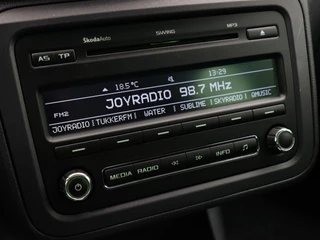 ŠkodaAuto SWING MP3
AS TP
▲ 18.5°C 13:29
FM2 JOYRADIO 98.7 MHz
JOYRADIO|TUKKERFM| WATER | SUBLIME |SKYRADIO| QMUSIC
MEDIA RADIO INFO